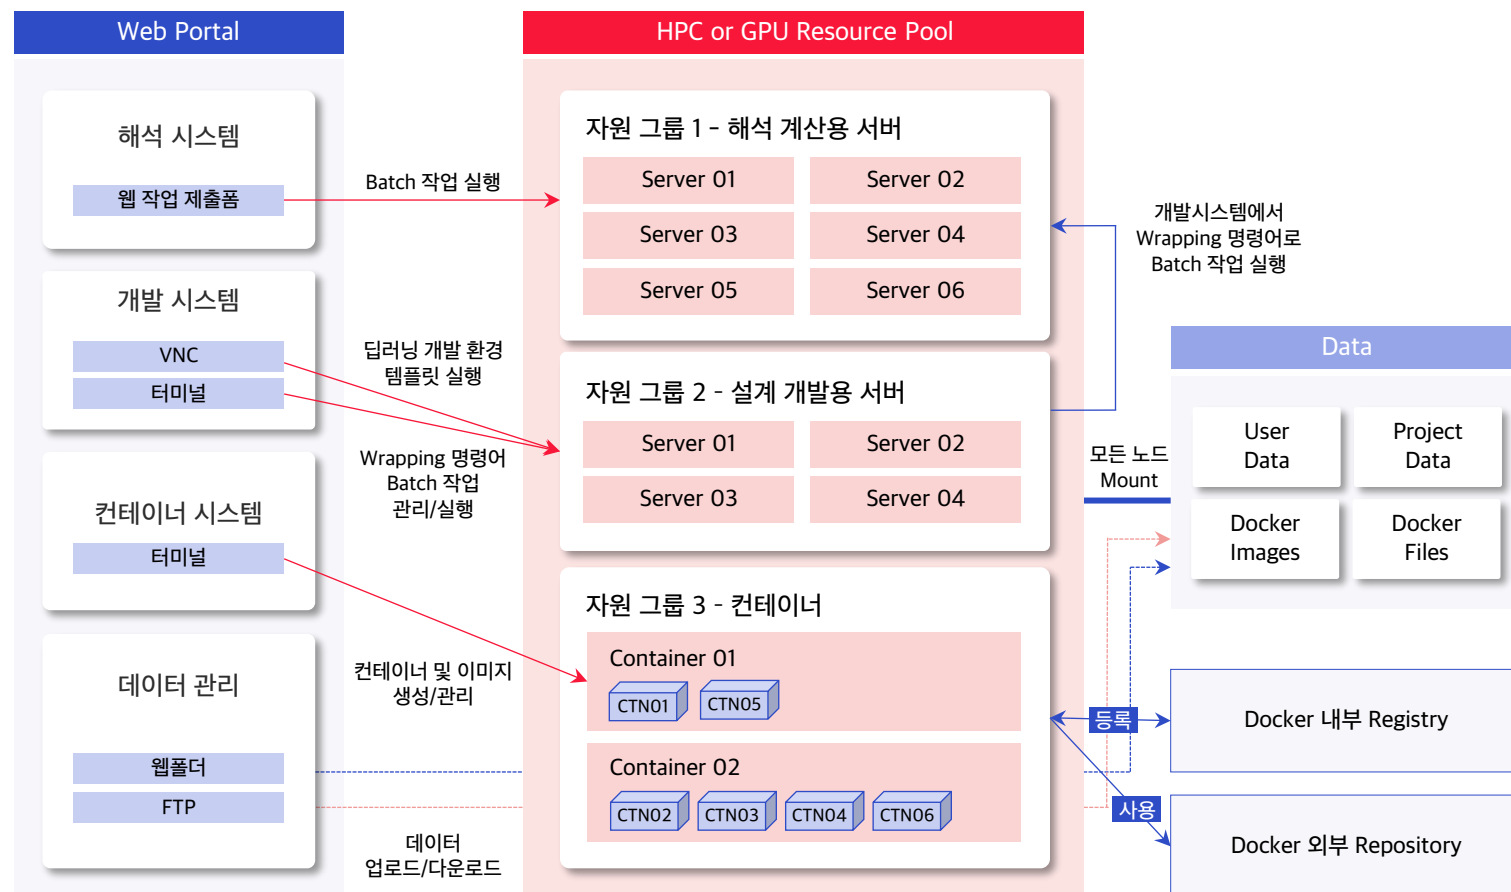 Web Portal
해석 시스템
웹 작업 제출폼
개발 시스템
VNC
터미널
컨테이너 시스템
터미널
데이터 관리
웹폴더
FTP
Batch 작업 실행
딥러닝 개발 환경
템플릿 실행
Wrapping 명령어
Batch 작업
관리/실행
컨테이너 및 이미지
생성/관리
데이터
업로드/다운로드
HPC or GPU Resource Pool
자원 그룹 1 - 해석 계산용 서버
Server 01
Server 02
Server 03
Server 04
Server 05
Server 06
자원 그룹 2 - 설계 개발용 서버
Server 01
Server 02
Server 03
Server 04
자원 그룹 3 - 컨테이너
Container 01
CTN01
CTN05
Container 02
CTN02
CTN03
CTN04
CTN06
개발시스템에서
Wrapping 명령어로
Batch 작업 실행
모든 노드
Mount
등록
사용
Data
User
Data
Project
Data
Docker
Images
Docker
Files
Docker 내부 Registry
Docker 외부 Repository